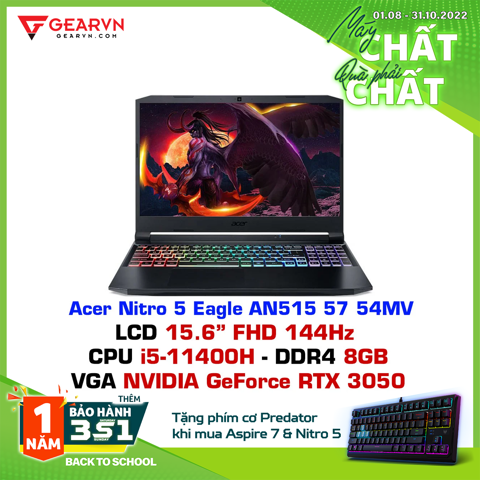 GEARVN
GEARVN.COM
01.08 - 31.10.2022
Máy
CHẤT
Quà phải
CHẤT
acer
Acer Nitro 5 Eagle AN515 57 54MV
LCD 15.6” FHD 144Hz
CPU i5-11400H - DDR4 8GB
VGA NVIDIA GeForce RTX 3050
1 NĂM
THÊM
BẢO HÀNH
3S1
SUNDAY
BACK TO SCHOOL
Tặng phím cơ Predator
khi mua Aspire 7 & Nitro 5